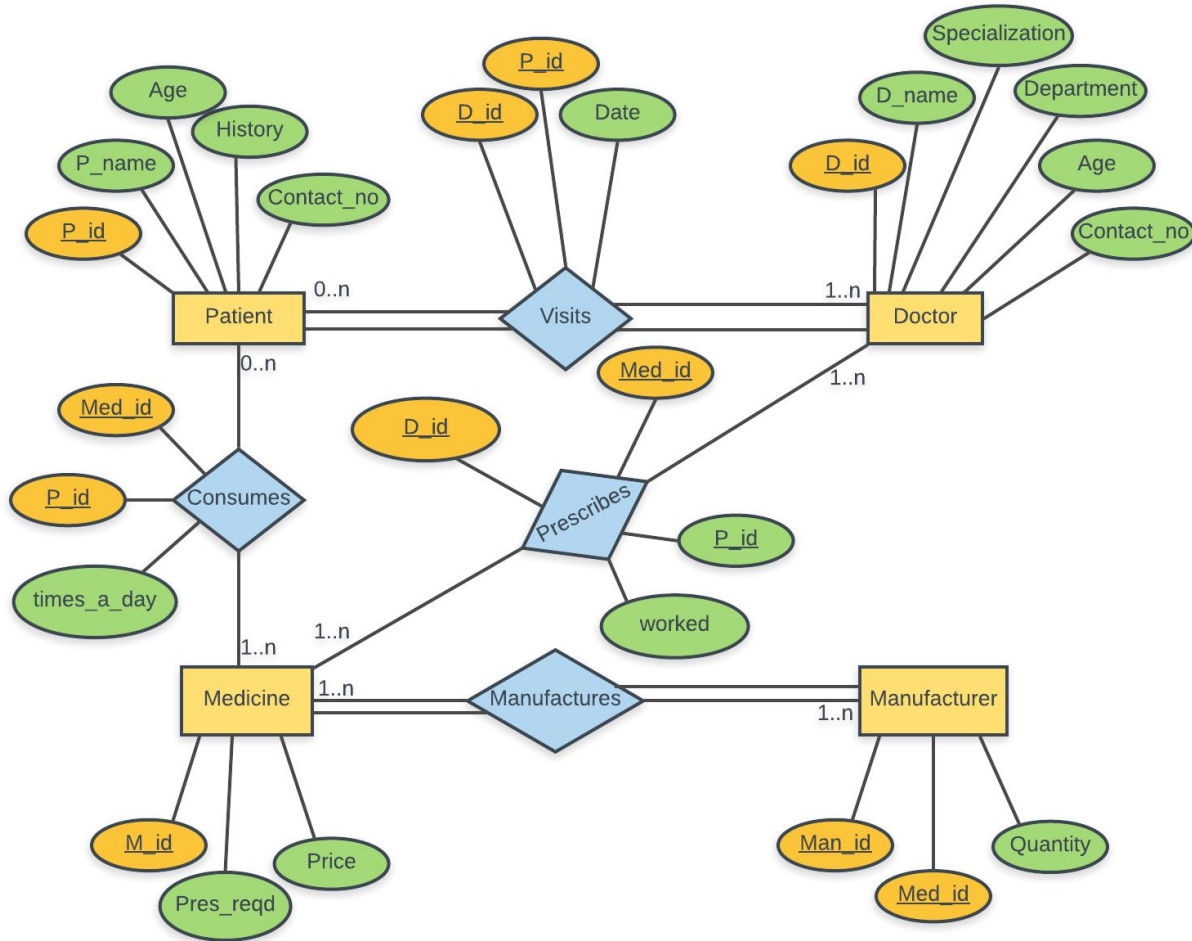 Specialization
P_id
Age
D_name
Department
D_id
Date
History
P_name
D_id
Age
Contact_no
P_id
Contact_no
0..n
1..n
Patient
Visits
Doctor
0..n
Med_id
1..n
Med_id
D_id
Consumes
P_id
Prescribes
P_id
times_a_day
worked
1..n
1..n
Medicine
1..n
Manufactures
1..n
Manufacturer
M_id
Price
Man_id
Quantity
Pres_reqd
Med_id